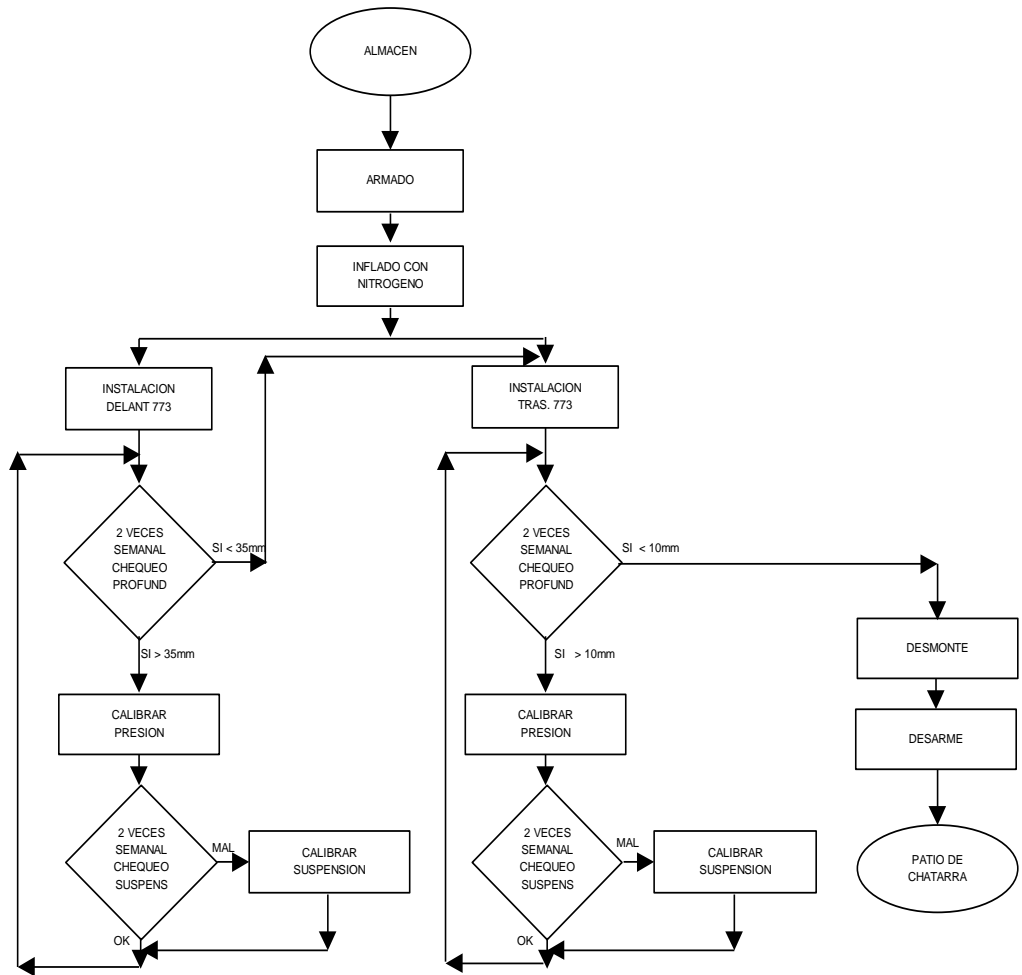 ALMACEN
ARMADO
INFLADO CON
NITROGENO
INSTALACION
DELANT 773
INSTALACION
TRAS. 773
2 VECES
SEMANAL
CHEQUEO
PROFUND
SI < 35mm
2 VECES
SEMANAL
CHEQUEO
PROFUND
SI < 10mm
SI > 35mm
SI > 10mm
DESMONTE
CALIBRAR
PRESION
CALIBRAR
PRESION
DESARME
2 VECES
SEMANAL
CHEQUEO
SUSPENS
MAL
CALIBRAR
SUSPENSION
2 VECES
SEMANAL
CHEQUEO
SUSPENS
MAL
CALIBRAR
SUSPENSION
PATIO DE
CHATARRA
OK
OK